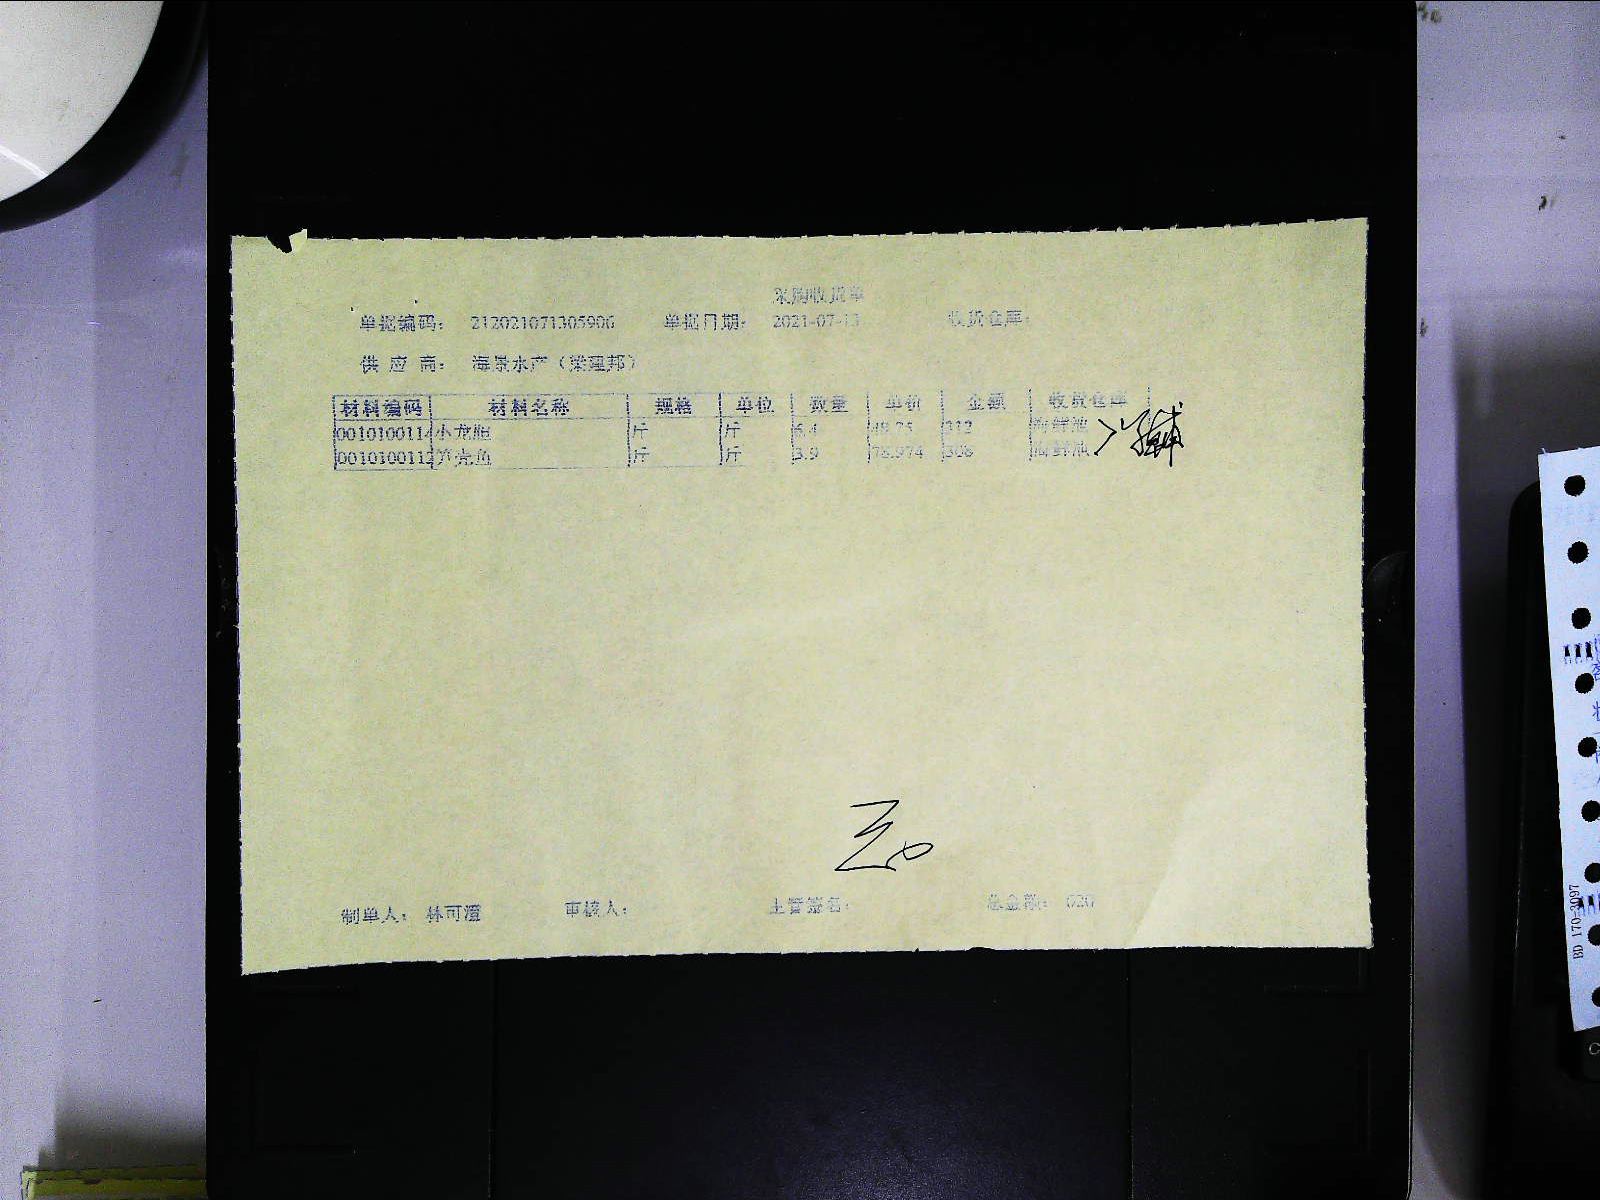 采购收货单
单据编码： 212021071305906 单据日期： 2021-07-13 收货仓库：
供 应 商： 海景水产（梁建邦）
材料编码 材料名称 规格 单位 数量 单价 金额 收货仓库
0010100114 小龙胆 斤 斤 6.4 48.75 312 海鲜池
0010100112 笋壳鱼 斤 斤 3.9 78.974 308 海鲜池
制单人： 林可澄 审核人： 主管签名： 总金额： 620
BD 170-3097